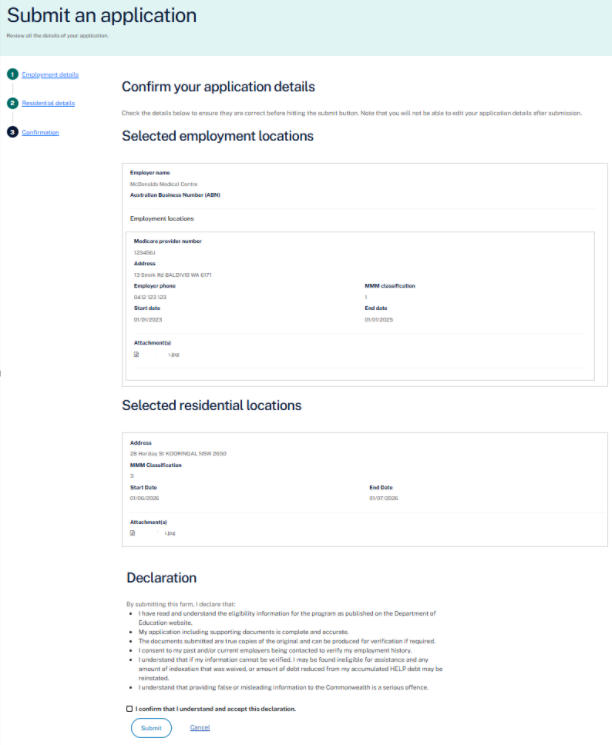 Submit an application
Review all the details of your application.
1 Employment details
2 Residential details
3 Confirmation
Confirm your application details
Check the details below to ensure they are correct before hitting the submit button. Note that you will not be able to edit your application details after submission.
Selected employment locations
Employer name
McDonalds Medical Centre
Australian Business Number (ABN)
Employment locations
Medicare provider number
123456J
Address
13 Smirk Rd BALDIVIS WA 6171
Employer phone MMM classification
0412 123 123 1
Start date End date
01/01/2023 01/01/2025
Attachment(s)
1.jpg
Selected residential locations
Address
28 Horday St KOORINGAL NSW 2650
MMM Classification
3
Start Date End Date
01/06/2026 01/07/2026
Attachment(s)
1.jpg
Declaration
By submitting this form, I declare that:
• I have read and understand the eligibility information for the program as published on the Department of
Education website.
• My application including supporting documents is complete and accurate.
• The documents submitted are true copies of the original and can be produced for verification if required.
• I consent to my past and/or current employers being contacted to verify my employment history.
• I understand that if my information cannot be verified, I may be found ineligible for assistance and any
amount of indexation that was waived, or amount of debt reduced from my accumulated HELP debt may be
reinstated.
• I understand that providing false or misleading information to the Commonwealth is a serious offence.
I confirm that I understand and accept this declaration.
Submit Cancel